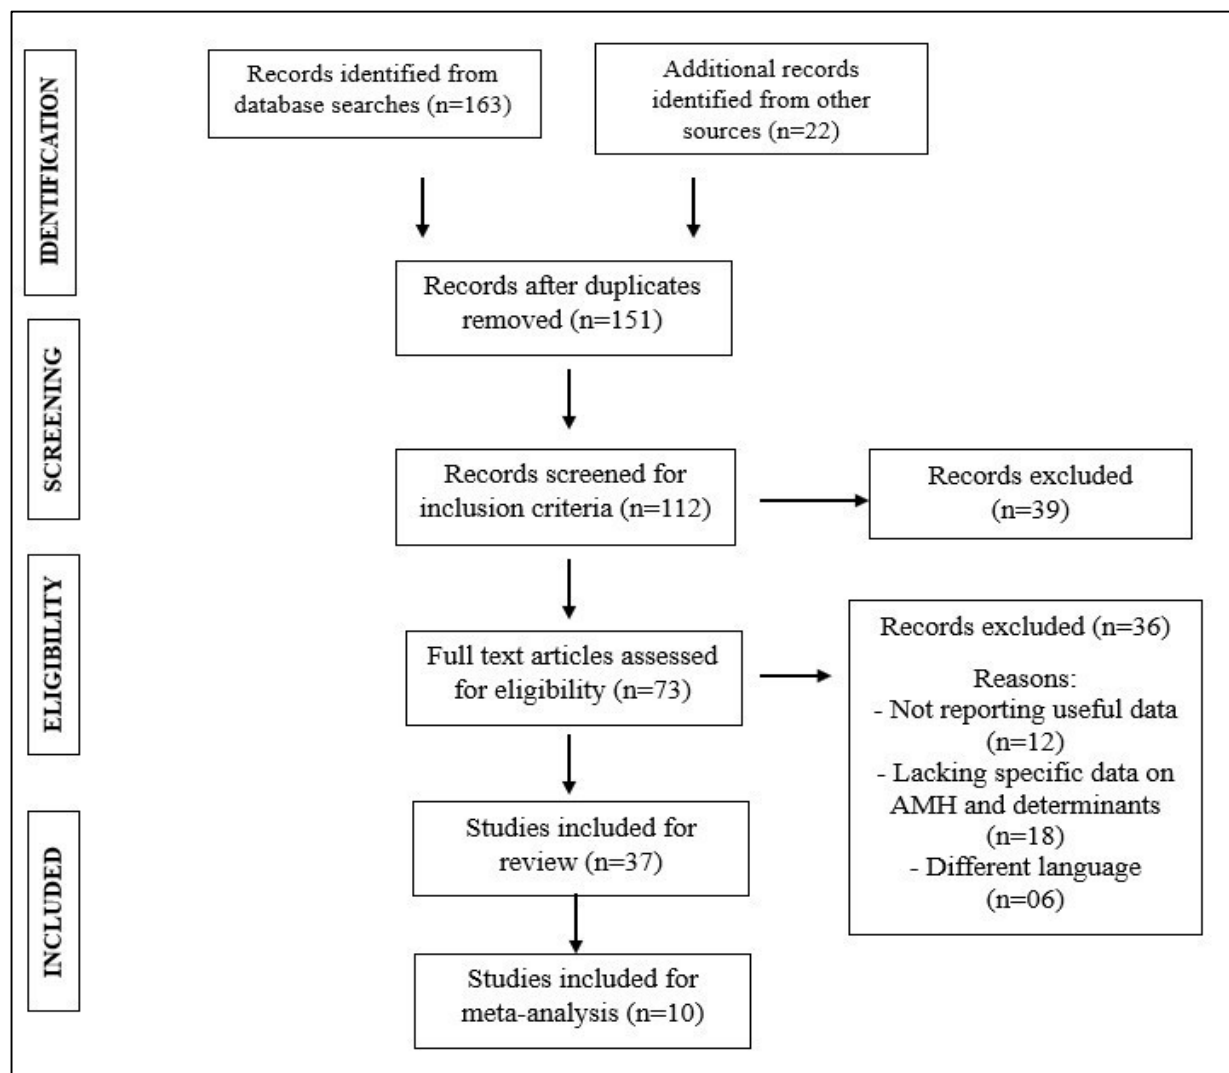 IDENTIFICATION
Records identified from
database searches (n=163)
Additional records
identified from other
sources (n=22)
Records after duplicates
removed (n=151)
SCREENING
Records screened for
inclusion criteria (n=112)
Records excluded
(n=39)
ELIGIBILITY
Full text articles assessed
for eligibility (n=73)
Records excluded (n=36)
Reasons:
- Not reporting useful data
(n=12)
- Lacking specific data on
AMH and determinants
(n=18)
- Different language
(n=06)
INCLUDED
Studies included for
review (n=37)
Studies included for
meta-analysis (n=10)